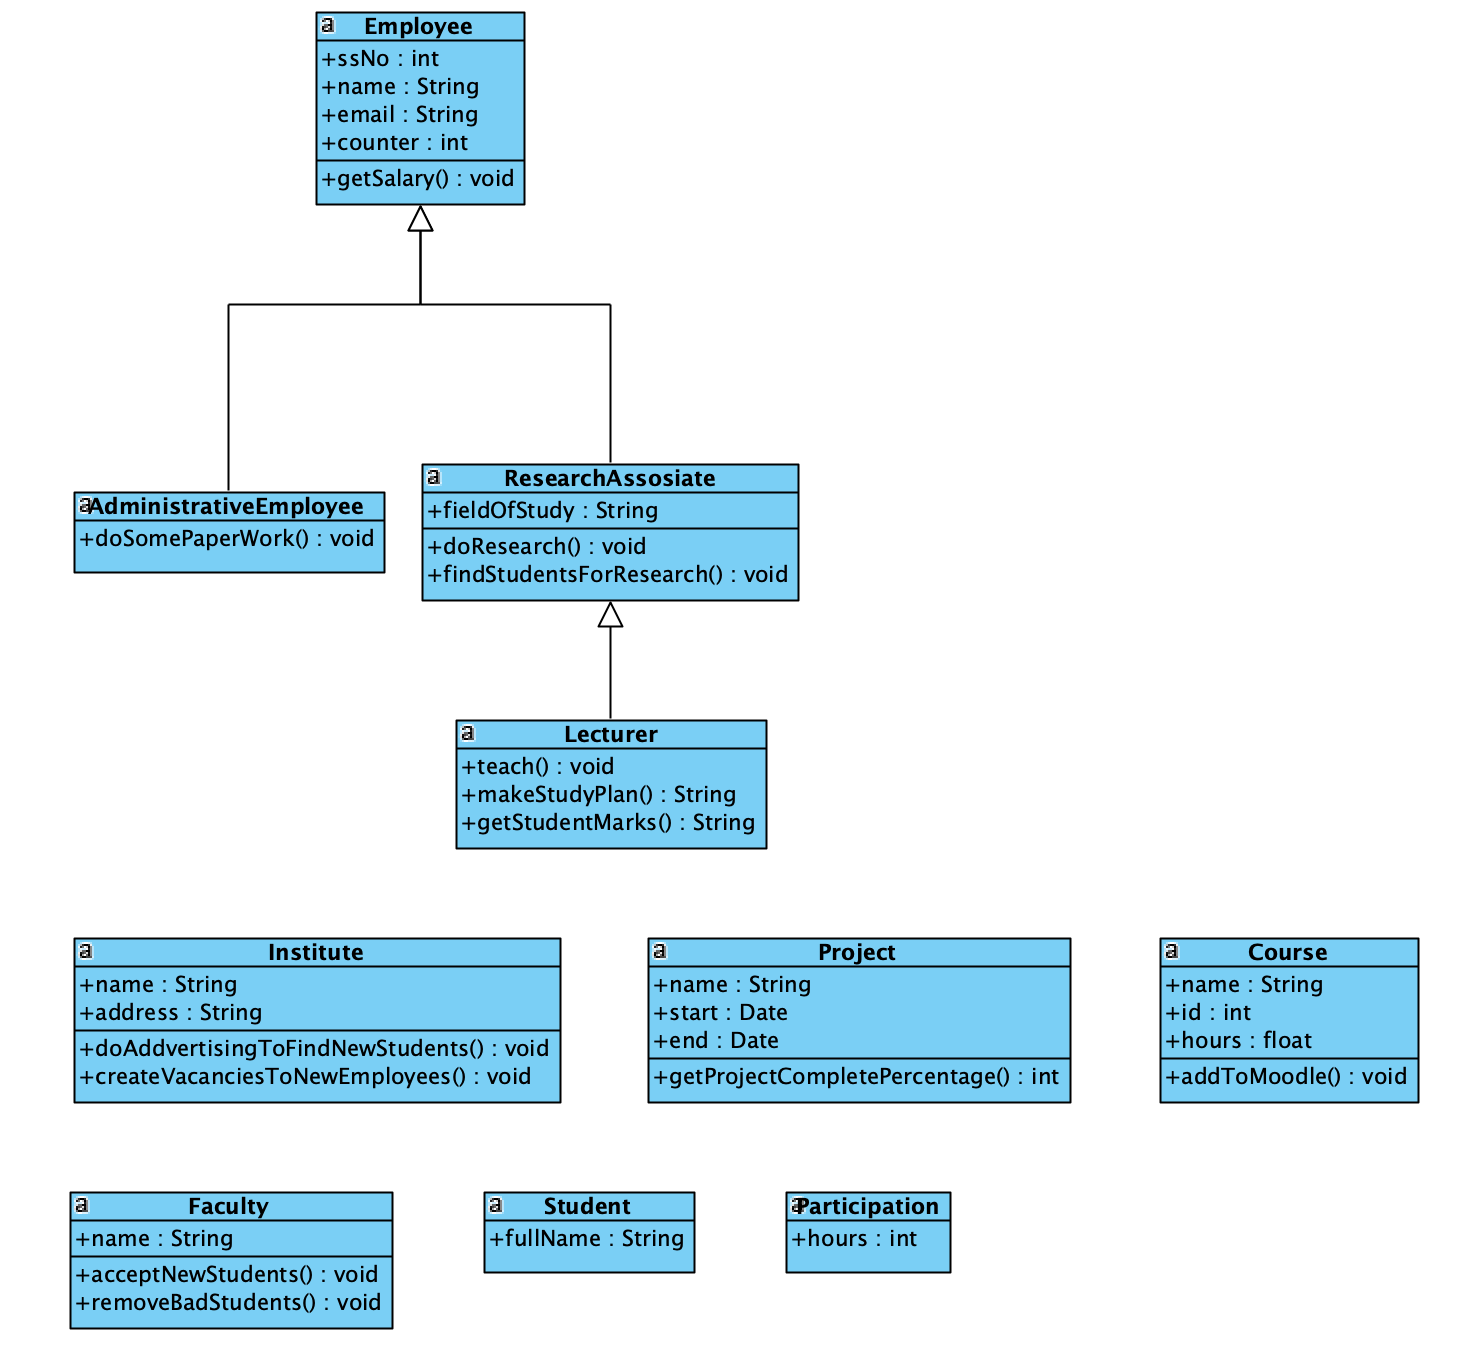 a Employee
+ssNo : int
+name : String
+email : String
+counter : int
+getSalary() : void
a AdministrativeEmployee
+doSomePaperWork() : void
a ResearchAssosiate
+fieldOfStudy : String
+doResearch() : void
+findStudentsForResearch() : void
a Lecturer
+teach() : void
+makeStudyPlan() : String
+getStudentMarks() : String
a Institute
+name : String
+address : String
+doAddvertisingToFindNewStudents() : void
+createVacanciesToNewEmployees() : void
a Project
+name : String
+start : Date
+end : Date
+getProjectCompletePercentage() : int
a Course
+name : String
+id : int
+hours : float
+addToMoodle() : void
a Faculty
+name : String
+acceptNewStudents() : void
+removeBadStudents() : void
a Student
+fullName : String
a Participation
+hours : int